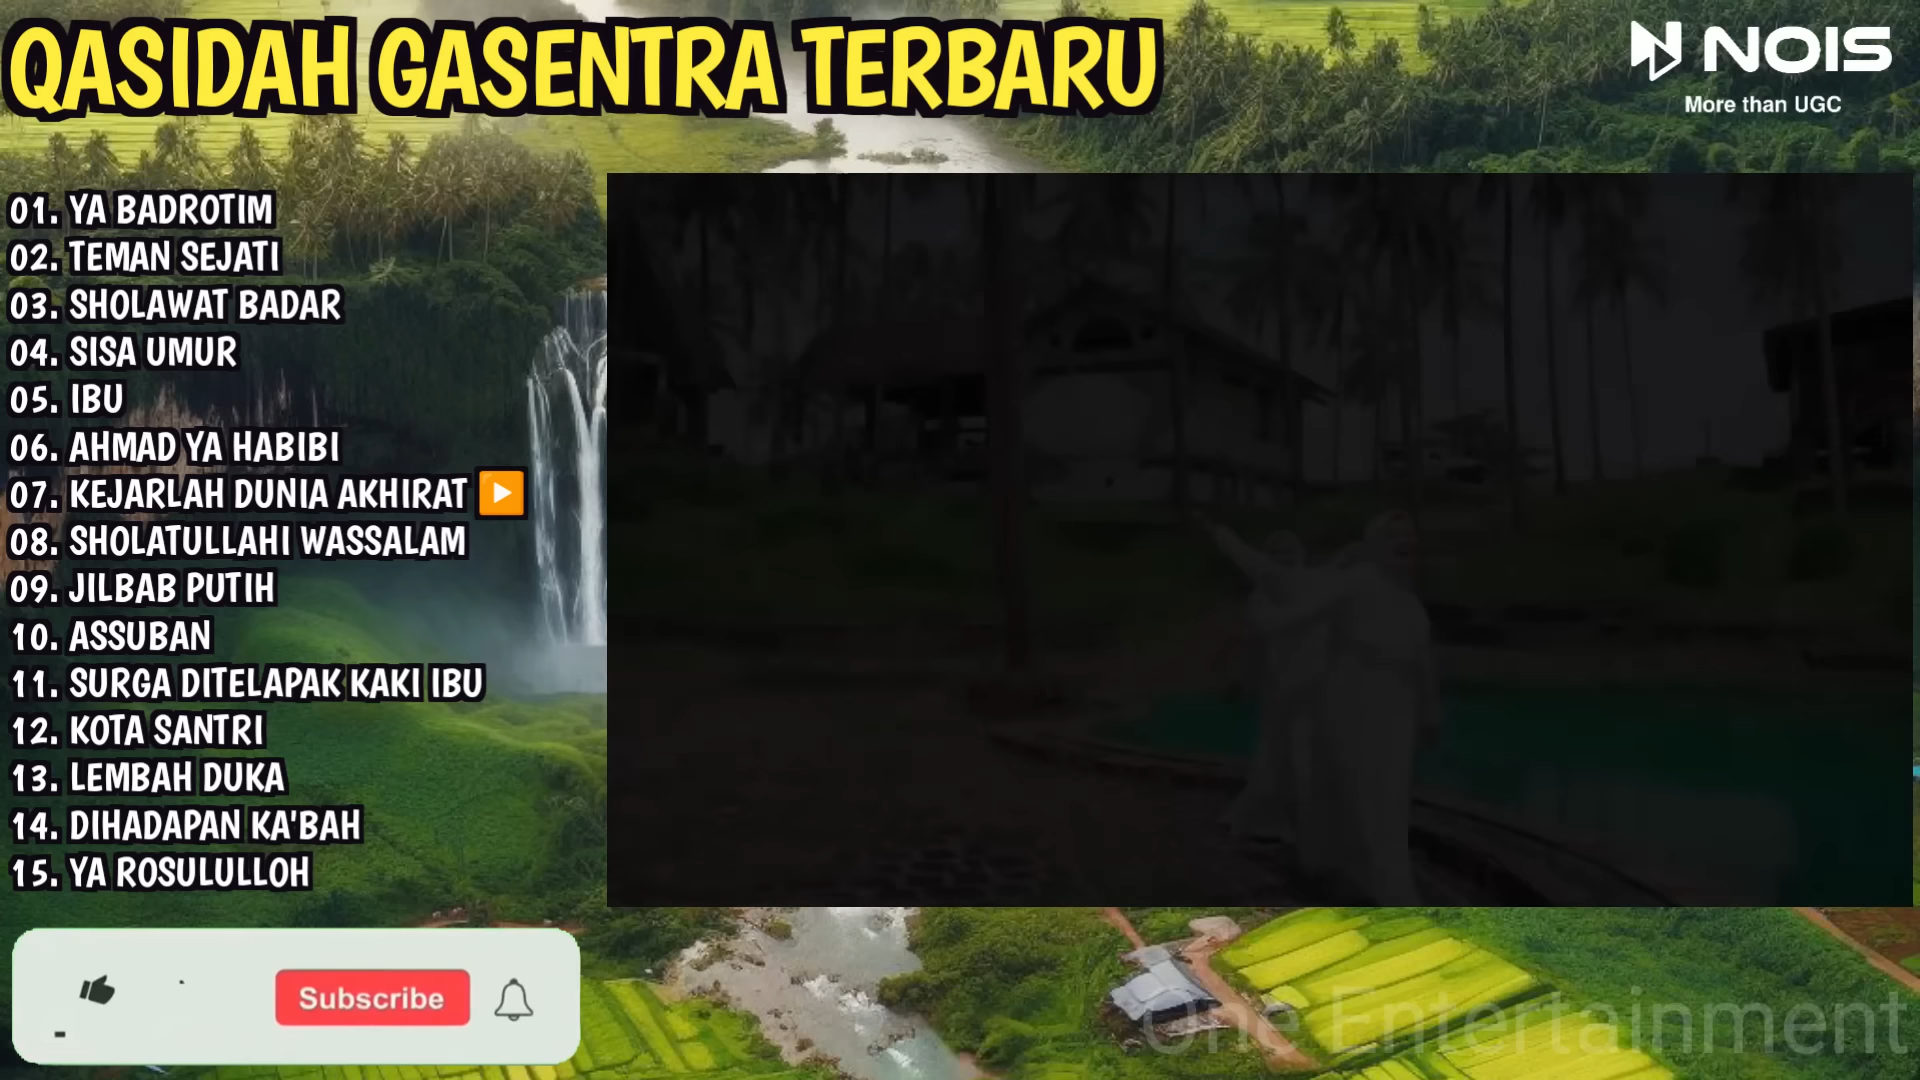 QASIDAH GASENTRA TERBARU
NOIS
More than UGC
01. YA BADROTIM
02. TEMAN SEJATI
03. SHOLAWAT BADAR
04. SISA UMUR
05. IBU
06. AHMAD YA HABIBI
07. KEJARLAH DUNIA AKHIRAT
08. SHOLATULLAHI WASSALAM
09. JILBAB PUTIH
10. ASSUBAN
11. SURGA DITELAPAK KAKI IBU
12. KOTA SANTRI
13. LEMBAH DUKA
14. DIHADAPAN KA'BAH
15. YA ROSULULLOH
Subscribe
One Entertainment